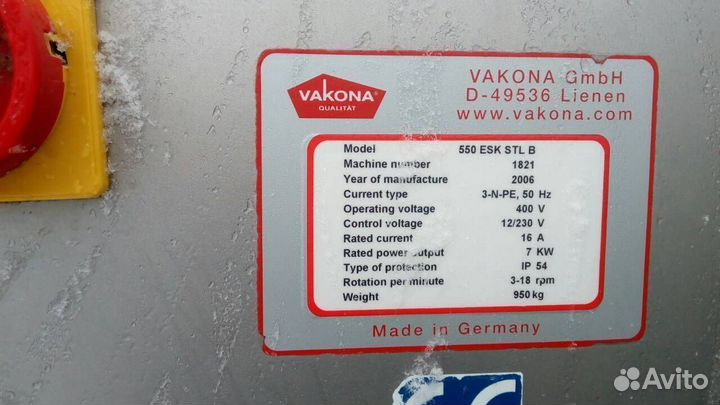 VAKONA®
QUALITÄT
VAKONA GmbH
D-49536 Lienen
www.vakona.com
Model 550 ESK STL B
Machine number 1821
Year of manufacture 2006
Current type 3-N-PE, 50 Hz
Operating voltage 400 V
Control voltage 12/230 V
Rated current 16 A
Rated power output 7 KW
Type of protection IP 54
Rotation per minute 3-18 rpm
Weight 950 kg
Made in Germany
CE
Avito